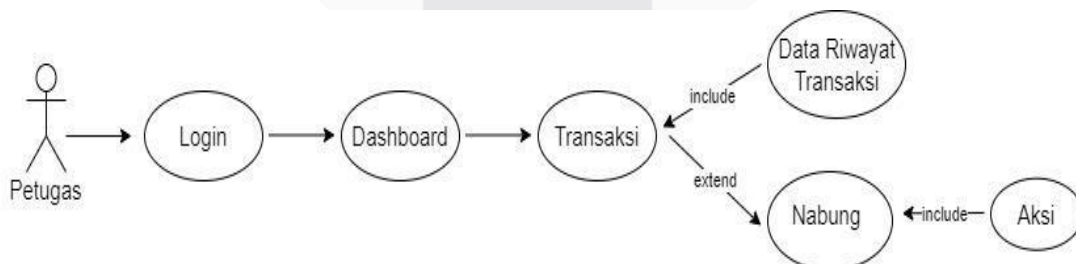 Petugas
Login
Dashboard
Transaksi
include
Data Riwayat
Transaksi
extend
Nabung
include
Aksi